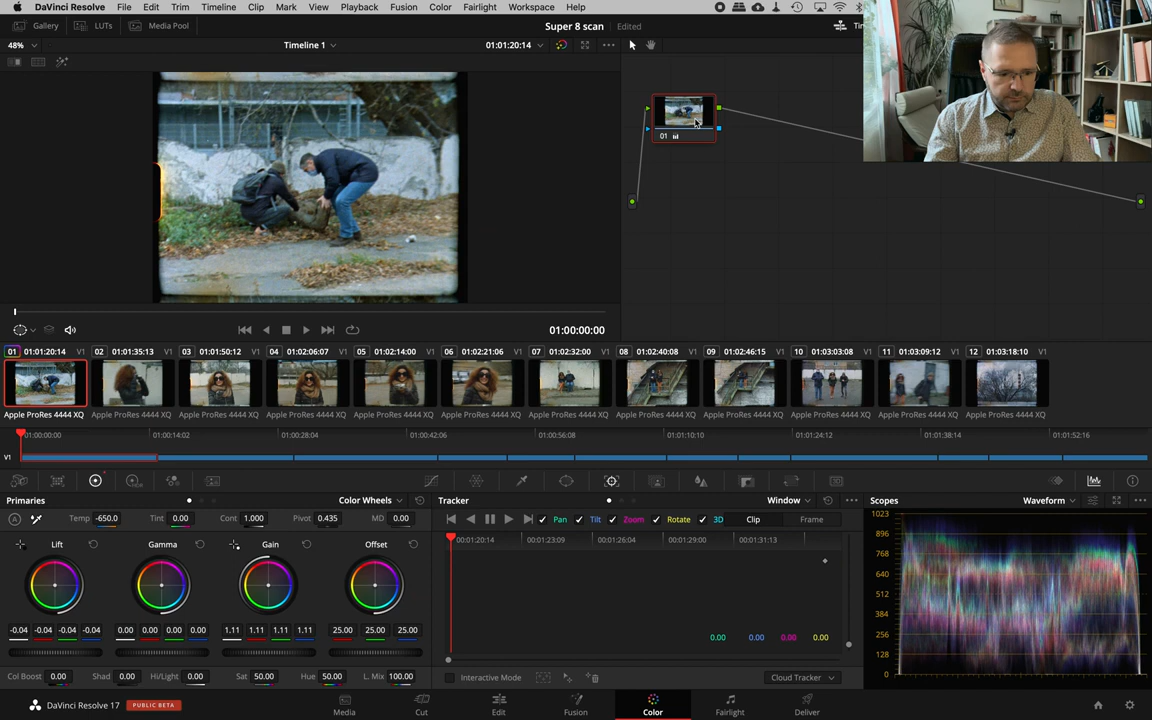 DaVinci Resolve File Edit Trim Timeline Clip Mark View Playback Fusion Color Fairlight Workspace Help
Gallery LUTs Media Pool Super 8 scan Edited
48% Timeline 1 01:01:20:14
01
01:00:00:00
01 01:01:20:14 V1 02 01:01:35:13 V1 03 01:01:50:12 V1 04 01:02:06:07 V1 05 01:02:14:00 V1 06 01:02:21:06 V1 07 01:02:32:00 V1 08 01:02:40:08 V1 09 01:02:46:15 V1 10 01:03:03:08 V1 11 01:03:09:12 V1 12 01:03:18:10 V1
Apple ProRes 4444 XQ Apple ProRes 4444 XQ Apple ProRes 4444 XQ Apple ProRes 4444 XQ Apple ProRes 4444 XQ Apple ProRes 4444 XQ Apple ProRes 4444 XQ Apple ProRes 4444 XQ Apple ProRes 4444 XQ Apple ProRes 4444 XQ Apple ProRes 4444 XQ Apple ProRes 4444 XQ
01:00:00:00 01:00:14:02 01:00:28:04 01:00:42:06 01:00:56:08 01:01:10:10 01:01:24:12 01:01:38:14 01:01:52:16
V1
Primaries Color Wheels Tracker Window Scopes Waveform
Temp -650.0 Tint 0.00 Cont 1.000 Pivot 0.435 MD 0.00 Pan Tilt Zoom Rotate 3D Clip Frame
1023
00:01:20:14 00:01:23:09 00:01:26:04 00:01:29:00 00:01:31:13
Lift Gamma Gain Offset
896
768
640
512
384
256
128
0
-0.04 -0.04 -0.04 -0.04 0.00 0.00 0.00 0.00 1.11 1.11 1.11 1.11 25.00 25.00 25.00
0.00 0.00 0.00 0.00
Col Boost 0.00 Shad 0.00 Hi/Light 0.00 Sat 50.00 Hue 50.00 L. Mix 100.00 Interactive Mode Cloud Tracker
DaVinci Resolve 17 PUBLIC BETA Media Cut Edit Fusion Color Fairlight Deliver